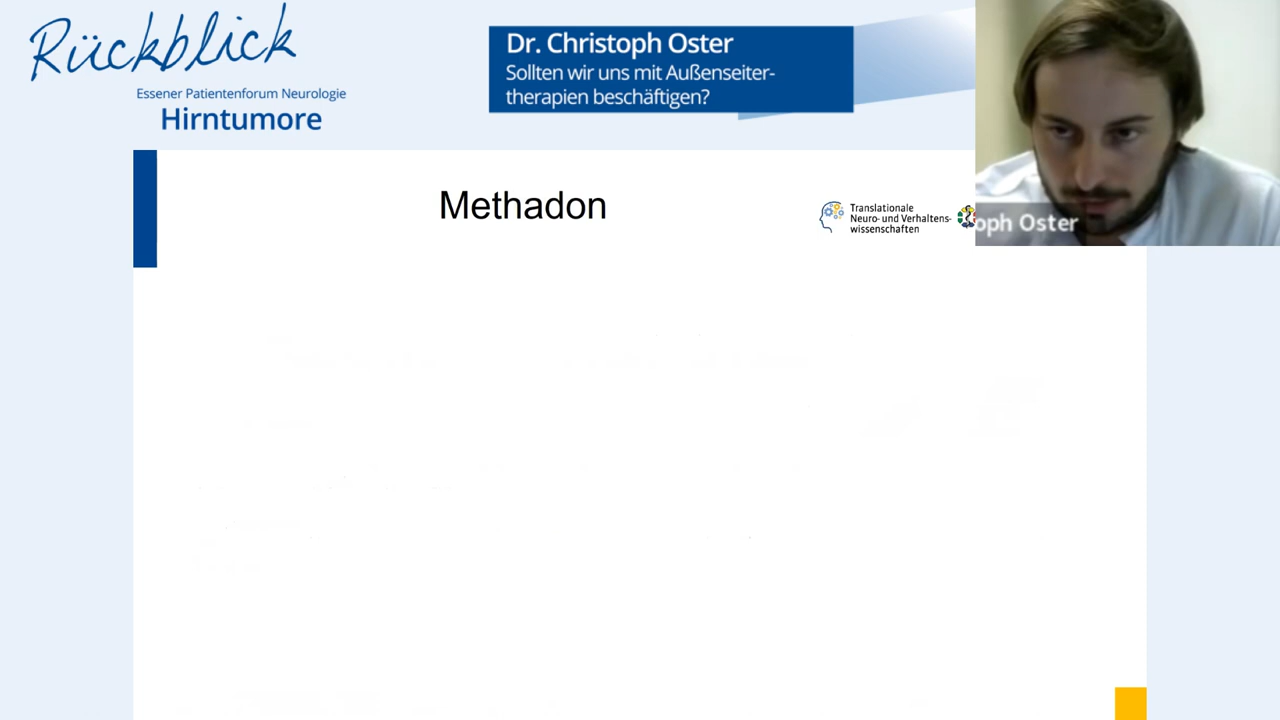 Rückblick
Essener Patientenforum Neurologie
Hirntumore
Dr. Christoph Oster
Sollten wir uns mit Außenseiter-
therapien beschäftigen?
Methadon
Translationale
Neuro- und Verhaltens-
wissenschaften
oph Oster